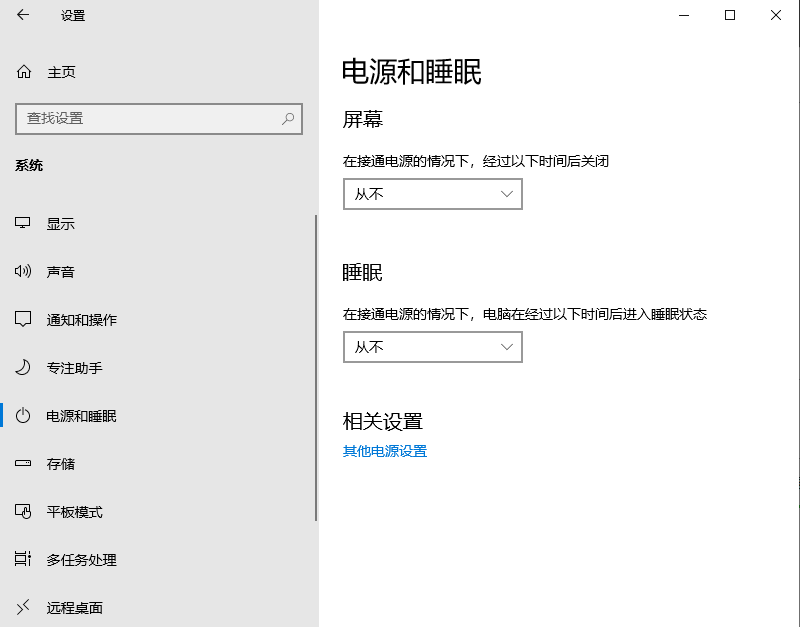 设置
主页
查找设置
系统
显示
声音
通知和操作
专注助手
电源和睡眠
存储
平板模式
多任务处理
远程桌面
电源和睡眠
屏幕
在接通电源的情况下，经过以下时间后关闭
从不
睡眠
在接通电源的情况下，电脑在经过以下时间后进入睡眠状态
从不
相关设置
其他电源设置